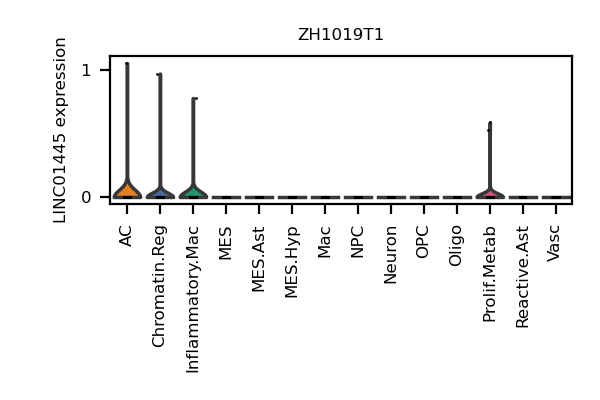 ZH1019T1
LINC01445 expression
1
0
AC
Chromatin.Reg
Inflammatory.Mac
MES
MES.Ast
MES.Hyp
Mac
NPC
Neuron
OPC
Oligo
Prolif.Metab
Reactive.Ast
Vasc